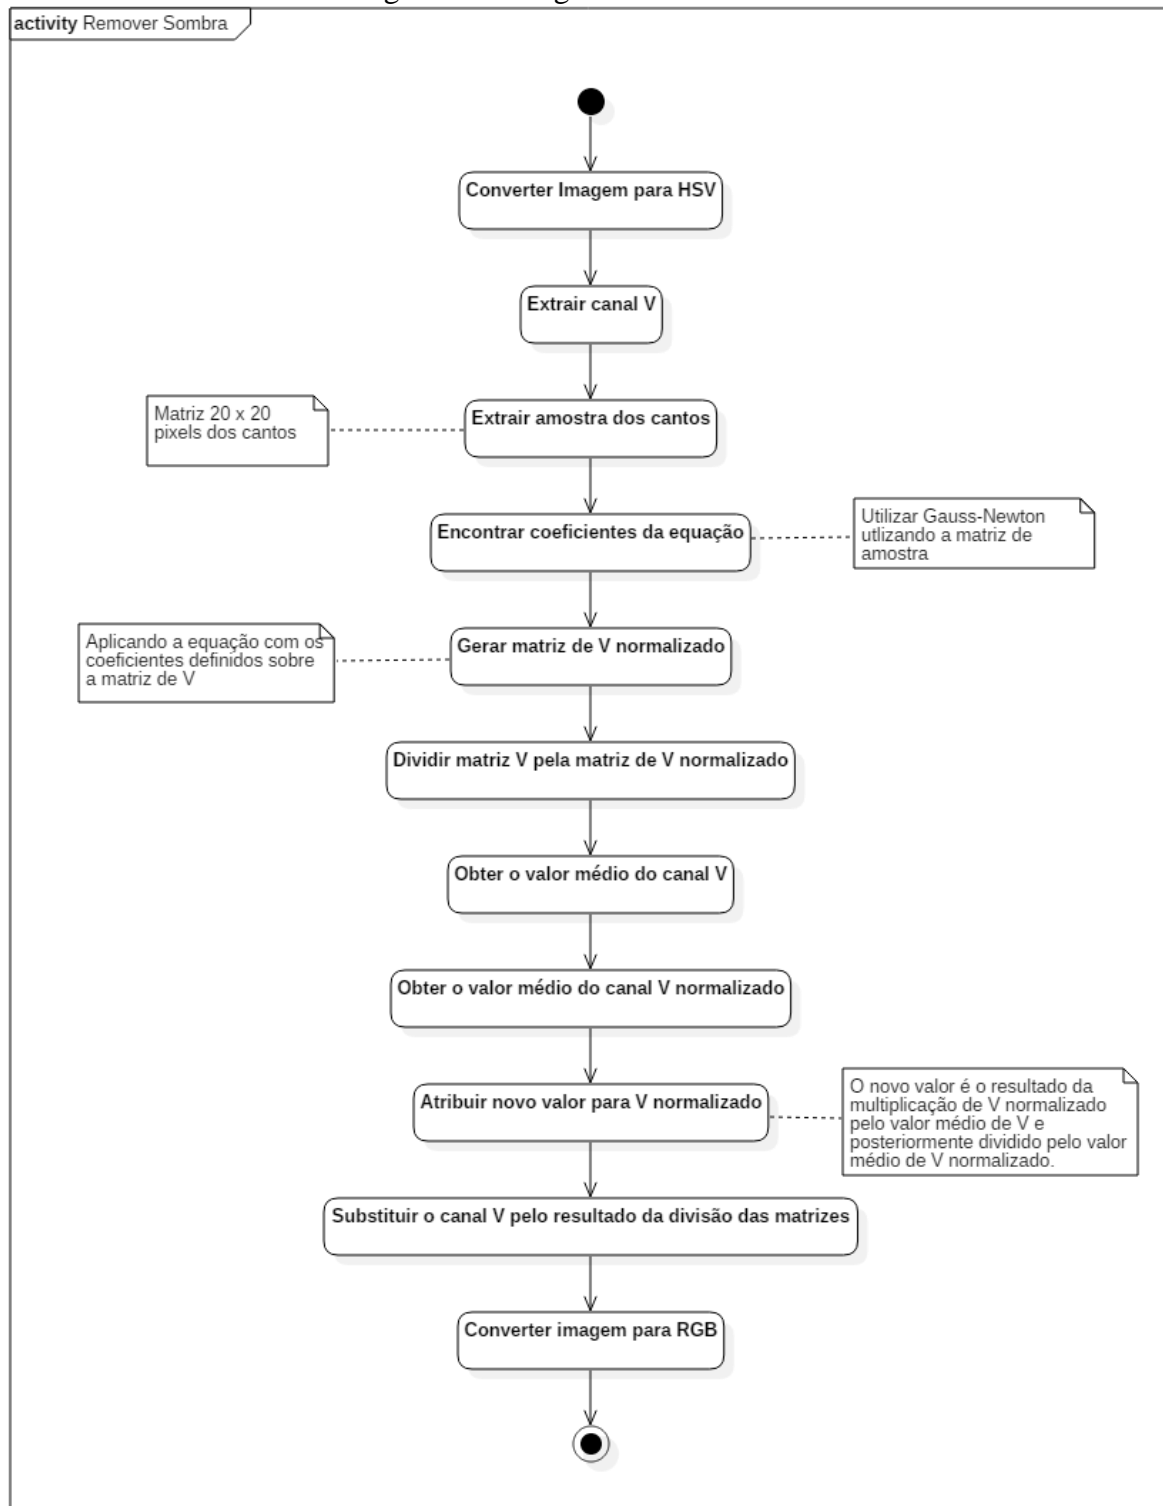 activity Remover Sombra
Converter Imagem para HSV
Extrair canal V
Matriz 20 x 20
pixels dos cantos
Extrair amostra dos cantos
Encontrar coeficientes da equação
Utilizar Gauss-Newton
utlizando a matriz de
amostra
Aplicando a equação com os
coeficientes definidos sobre
a matriz de V
Gerar matriz de V normalizado
Dividir matriz V pela matriz de V normalizado
Obter o valor médio do canal V
Obter o valor médio do canal V normalizado
Atribuir novo valor para V normalizado
O novo valor é o resultado da
multiplicação de V normalizado
pelo valor médio de V e
posteriormente dividido pelo valor
médio de V normalizado.
Substituir o canal V pelo resultado da divisão das matrizes
Converter imagem para RGB